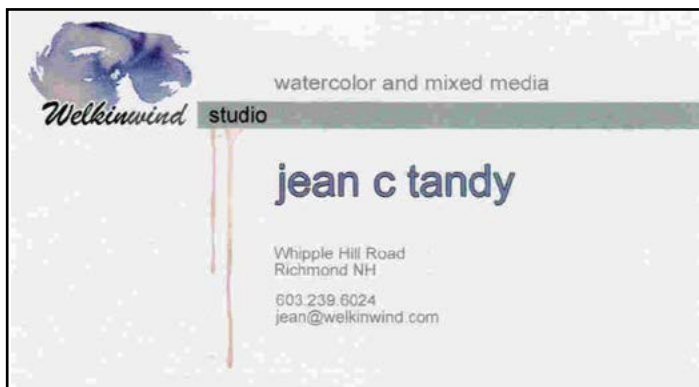 watercolor and mixed media
Welkinwind studio
jean c tandy
Whipple Hill Road
Richmond NH
603.239.6024
jean@welkinwind.com